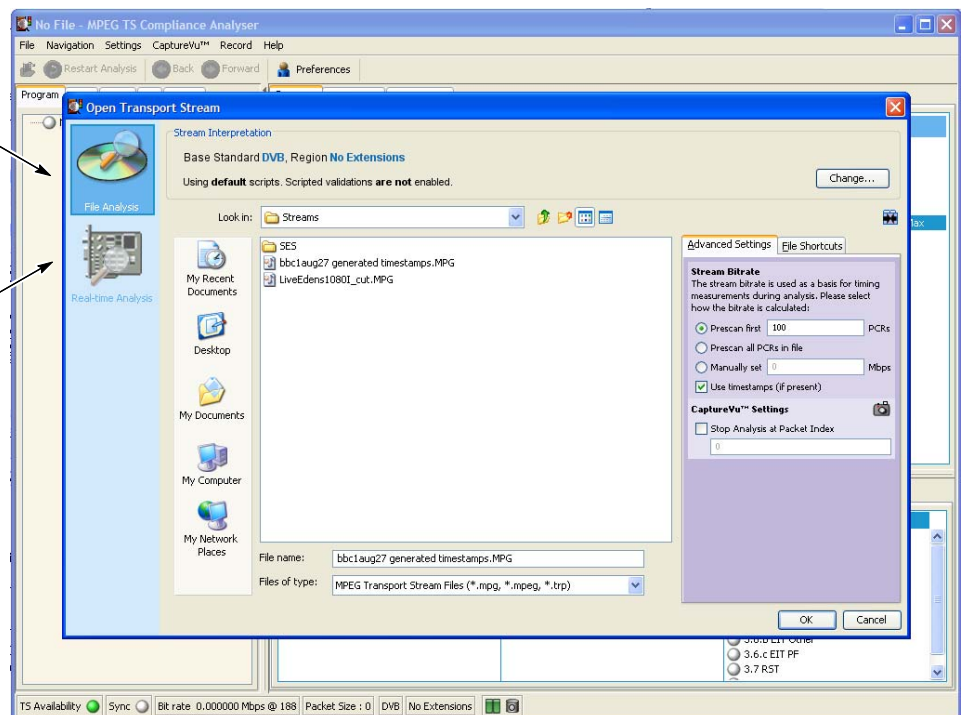 No File - MPEG TS Compliance Analyser
File Navigation Settings CaptureVu™ Record Help
Restart Analysis Back Forward Preferences
Program
Open Transport Stream
File Analysis
Real-time Analysis
Stream Interpretation
Base Standard DVB, Region No Extensions
Using default scripts. Scripted validations are not enabled.
Change...
Look in: Streams
My Recent Documents
Desktop
My Documents
My Computer
My Network Places
SES
bbc1aug27 generated timestamps.MPG
LiveEdens1080I_cut.MPG
File name: bbc1aug27 generated timestamps.MPG
Files of type: MPEG Transport Stream Files (*.mpg, *.mpeg, *.trp)
Advanced Settings File Shortcuts
Stream Bitrate
The stream bitrate is used as a basis for timing
measurements during analysis. Please select
how the bitrate is calculated:
Prescan first 100 PCRs
Prescan all PCRs in file
Manually set 0 Mbps
Use timestamps (if present)
CaptureVu™ Settings
Stop Analysis at Packet Index
0
OK Cancel
3.6.c EIT PF
3.7 RST
TS Availability Sync Bit rate 0.000000 Mbps @ 188 Packet Size : 0 DVB No Extensions